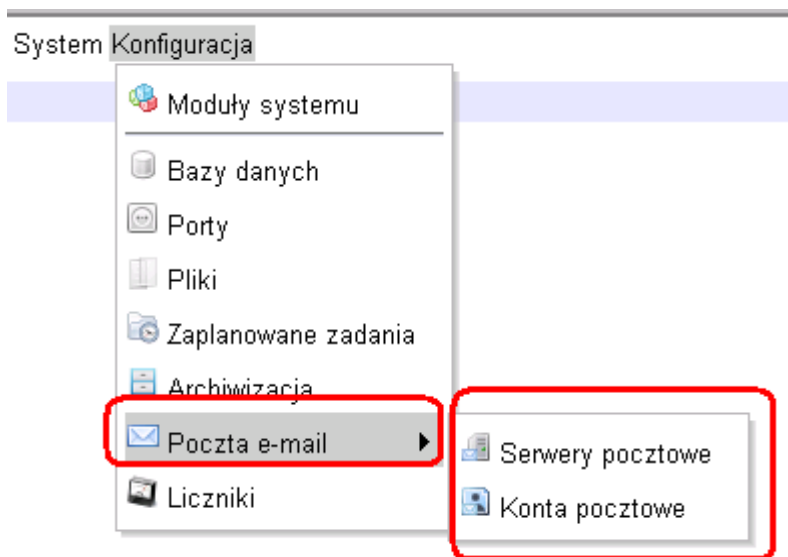 System Konfiguracja
Moduły systemu
Bazy danych
Porty
Pliki
Zaplanowane zadania
Archiwizacja
Poczta e-mail
Serwery pocztowe
Konta pocztowe
Liczniki